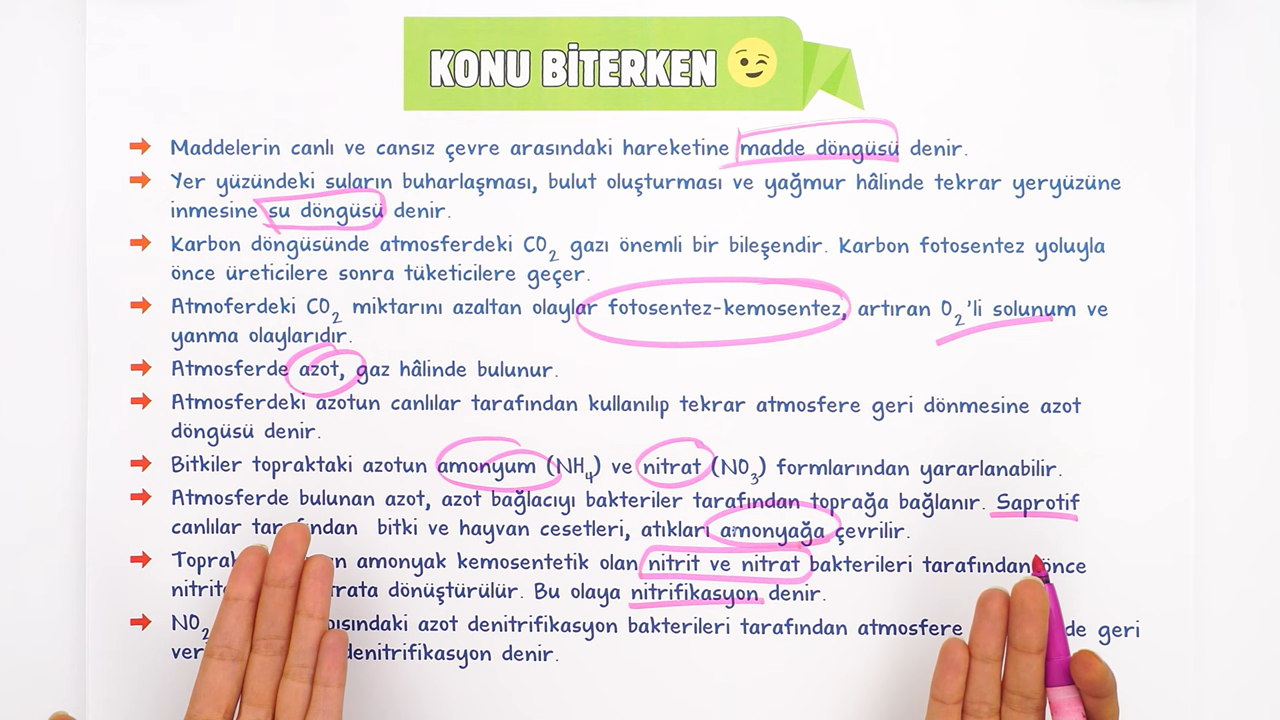 KONU BİTERKEN
Maddelerin canlı ve cansız çevre arasındaki hareketine madde döngüsü denir.
Yer yüzündeki suların buharlaşması, bulut oluşturması ve yağmur hâlinde tekrar yeryüzüne
inmesine su döngüsü denir.
Karbon döngüsünde atmosferdeki CO₂ gazı önemli bir bileşendir. Karbon fotosentez yoluyla
önce üreticilere sonra tüketicilere geçer.
Atmoferdeki CO₂ miktarını azaltan olaylar fotosentez-kemosentez, artıran O₂'li solunum ve
yanma olaylarıdır.
Atmosferde azot, gaz hâlinde bulunur.
Atmosferdeki azotun canlılar tarafından kullanılıp tekrar atmosfere geri dönmesine azot
döngüsü denir.
Bitkiler topraktaki azotun amonyum (NH₄) ve nitrat (NO₃) formlarından yararlanabilir.
Atmosferde bulunan azot, azot bağlacıyı bakteriler tarafından toprağa bağlanır. Saprotif
canlılar tarafından bitki ve hayvan cesetleri, atıkları amonyağa çevrilir.
amonyak kemosentetik olan nitrit ve nitrat bakterileri tarafından önce
dönüştürülür. Bu olaya nitrifikasyon denir.
NO₂ azot denitrifikasyon bakterileri tarafından atmosfere geri
denitrifikasyon denir.